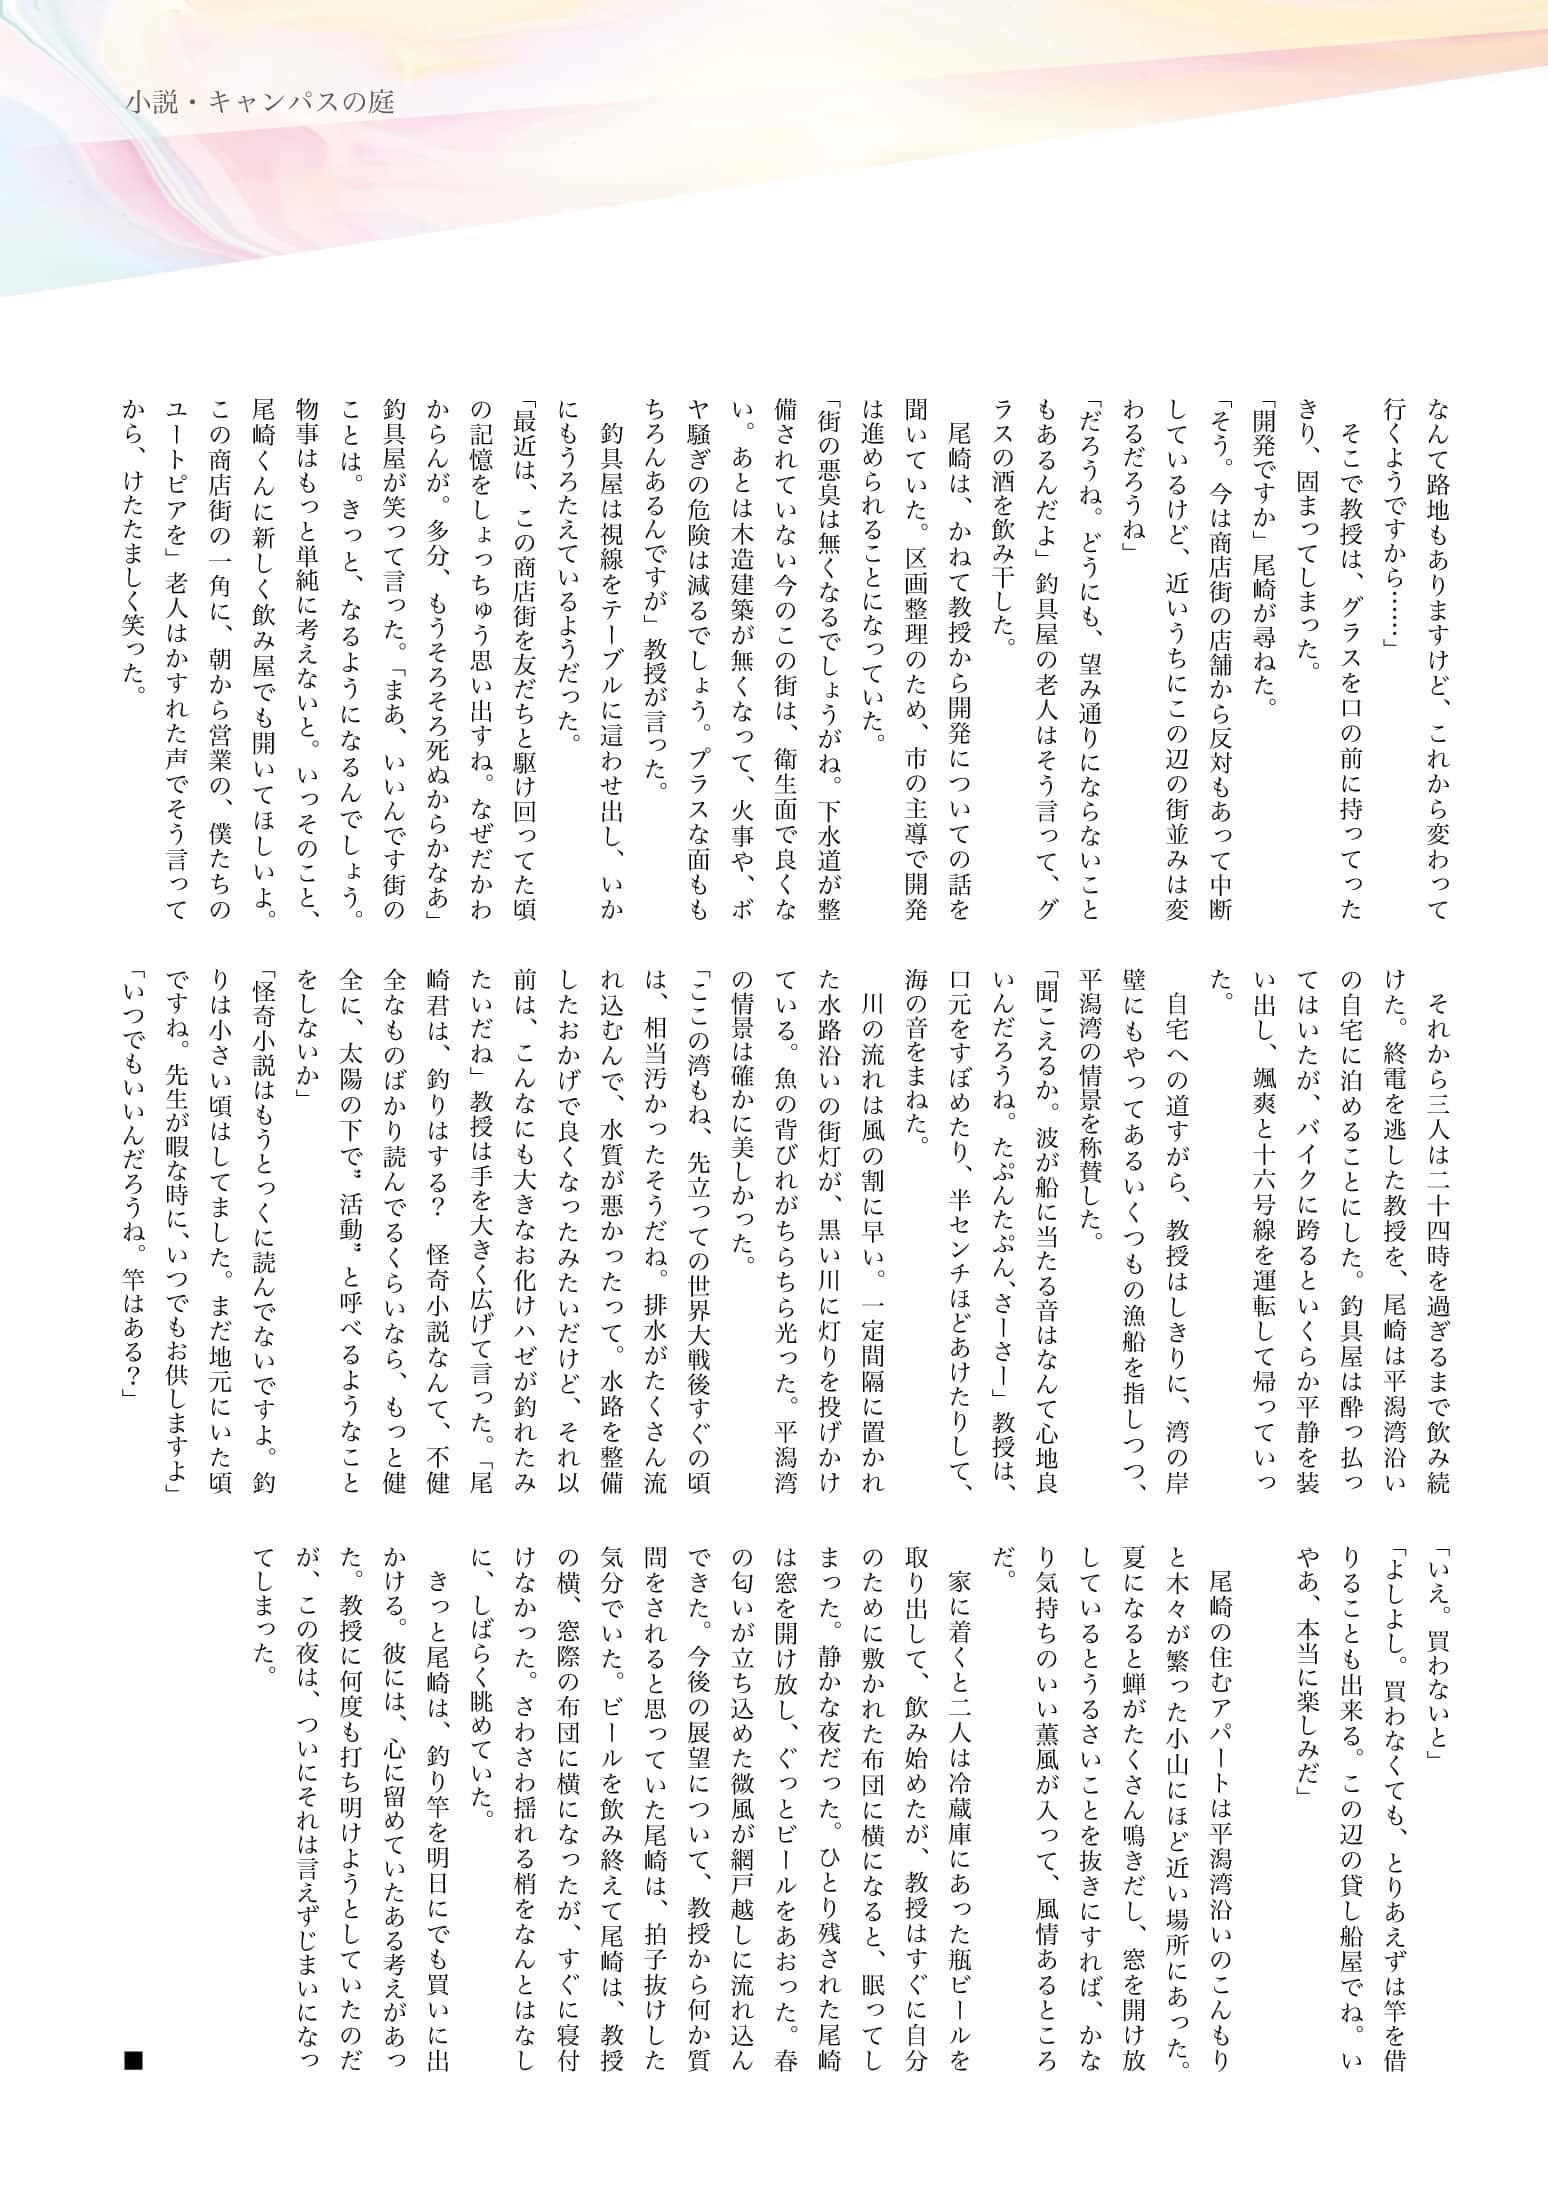 小説・キャンパスの庭
なんて路地もありますけど、これから変わって
行くようですから……」
　そこで教授は、グラスを口の前に持ってった
きり、固まってしまった。
「開発ですか」尾崎が尋ねた。
「そう。今は商店街の店舗から反対もあって中断
しているけど、近いうちにこの辺の街並みは変
わるだろうね」
「だろうね。どうにも、望み通りにならないこと
もあるんだよ」釣具屋の老人はそう言って、グ
ラスの酒を飲み干した。
　尾崎は、かねて教授から開発についての話を
聞いていた。区画整理のため、市の主導で開発
は進められることになっていた。
「街の悪臭は無くなるでしょうがね。下水道が整
備されていない今のこの街は、衛生面で良くな
い。あとは木造建築が無くなって、火事や、ボ
ヤ騒ぎの危険は減るでしょう。プラスな面もも
ちろんあるんですが」教授が言った。
　釣具屋は視線をテーブルに這わせ出し、いか
にもうろたえているようだった。
「最近は、この商店街を友だちと駆け回ってた頃
の記憶をしょっちゅう思い出すね。なぜだかわ
からんが。多分、もうそろそろ死ぬからかなあ」
釣具屋が笑って言った。「まあ、いいんです街の
ことは。きっと、なるようになるんでしょう。
物事はもっと単純に考えないと。いっそのこと、
尾崎くんに新しく飲み屋でも開いてほしいよ。
この商店街の一角に、朝から営業の、僕たちの
ユートピアを」老人はかすれた声でそう言って
から、けたたましく笑った。
　それから三人は二十四時を過ぎるまで飲み続
けた。終電を逃した教授を、尾崎は平潟湾沿い
の自宅に泊めることにした。釣具屋は酔っ払っ
てはいたが、バイクに跨るといくらか平静を装
い出し、颯爽と十六号線を運転して帰っていっ
た。
　自宅への道すがら、教授はしきりに、湾の岸
壁にもやってあるいくつもの漁船を指しつつ、
平潟湾の情景を称賛した。
「聞こえるか。波が船に当たる音はなんて心地良
いんだろうね。たぷんたぷん、さーさー」教授は、
口元をすぼめたり、半センチほどあけたりして、
海の音をまねた。
　川の流れは風の割に早い。一定間隔に置かれ
た水路沿いの街灯が、黒い川に灯りを投げかけ
ている。魚の背びれがちらちら光った。平潟湾
の情景は確かに美しかった。
「ここの湾もね、先立っての世界大戦後すぐの頃
は、相当汚かったそうだね。排水がたくさん流
れ込むんで、水質が悪かったって。水路を整備
したおかげで良くなったみたいだけど、それ以
前は、こんなにも大きなお化けハゼが釣れたみ
たいだね」教授は手を大きく広げて言った。「尾
崎君は、釣りはする？　怪奇小説なんて、不健
全なものばかり読んでるくらいなら、もっと健
全に、太陽の下で〝活動〟と呼べるようなこと
をしないか」
「怪奇小説はもうとっくに読んでないですよ。釣
りは小さい頃はしてました。まだ地元にいた頃
ですね。先生が暇な時に、いつでもお供しますよ」
「いつでもいいんだろうね。竿はある？」
「いえ。買わないと」
「よしよし。買わなくても、とりあえずは竿を借
りることも出来る。この辺の貸し船屋でね。い
やあ、本当に楽しみだ」
　尾崎の住むアパートは平潟湾沿いのこんもり
と木々が繁った小山にほど近い場所にあった。
夏になると蝉がたくさん鳴きだし、窓を開け放
しているとうるさいことを抜きにすれば、かな
り気持ちのいい薫風が入って、風情あるところ
だ。
　家に着くと二人は冷蔵庫にあった瓶ビールを
取り出して、飲み始めたが、教授はすぐに自分
のために敷かれた布団に横になると、眠ってし
まった。静かな夜だった。ひとり残された尾崎
は窓を開け放し、ぐっとビールをあおった。春
の匂いが立ち込めた微風が網戸越しに流れ込ん
できた。今後の展望について、教授から何か質
問をされると思っていた尾崎は、拍子抜けした
気分でいた。ビールを飲み終えて尾崎は、教授
の横、窓際の布団に横になったが、すぐに寝付
けなかった。さわさわ揺れる梢をなんとはなし
に、しばらく眺めていた。
　きっと尾崎は、釣り竿を明日にでも買いに出
かける。彼には、心に留めていたある考えがあっ
た。教授に何度も打ち明けようとしていたのだ
が、この夜は、ついにそれは言えずじまいになっ
てしまった。
■